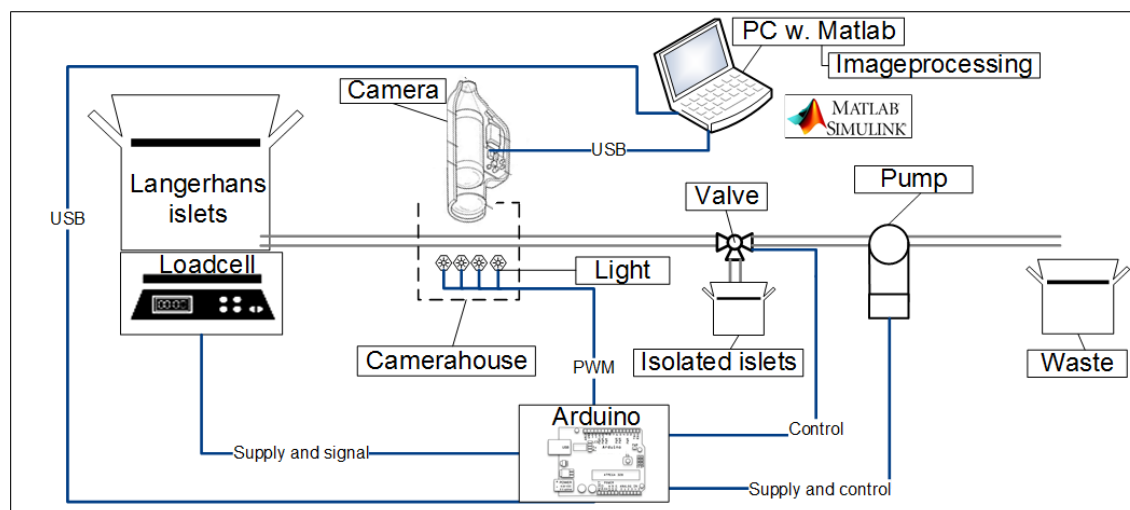 PC w. Matlab
Imageprocessing
Camera
MATLAB
SIMULINK®
USB
Langerhans
islets
Pump
Valve
USB
Loadcell
Light
Camerahouse
Isolated islets
Waste
PWM
Arduino
Control
Supply and signal
Supply and control